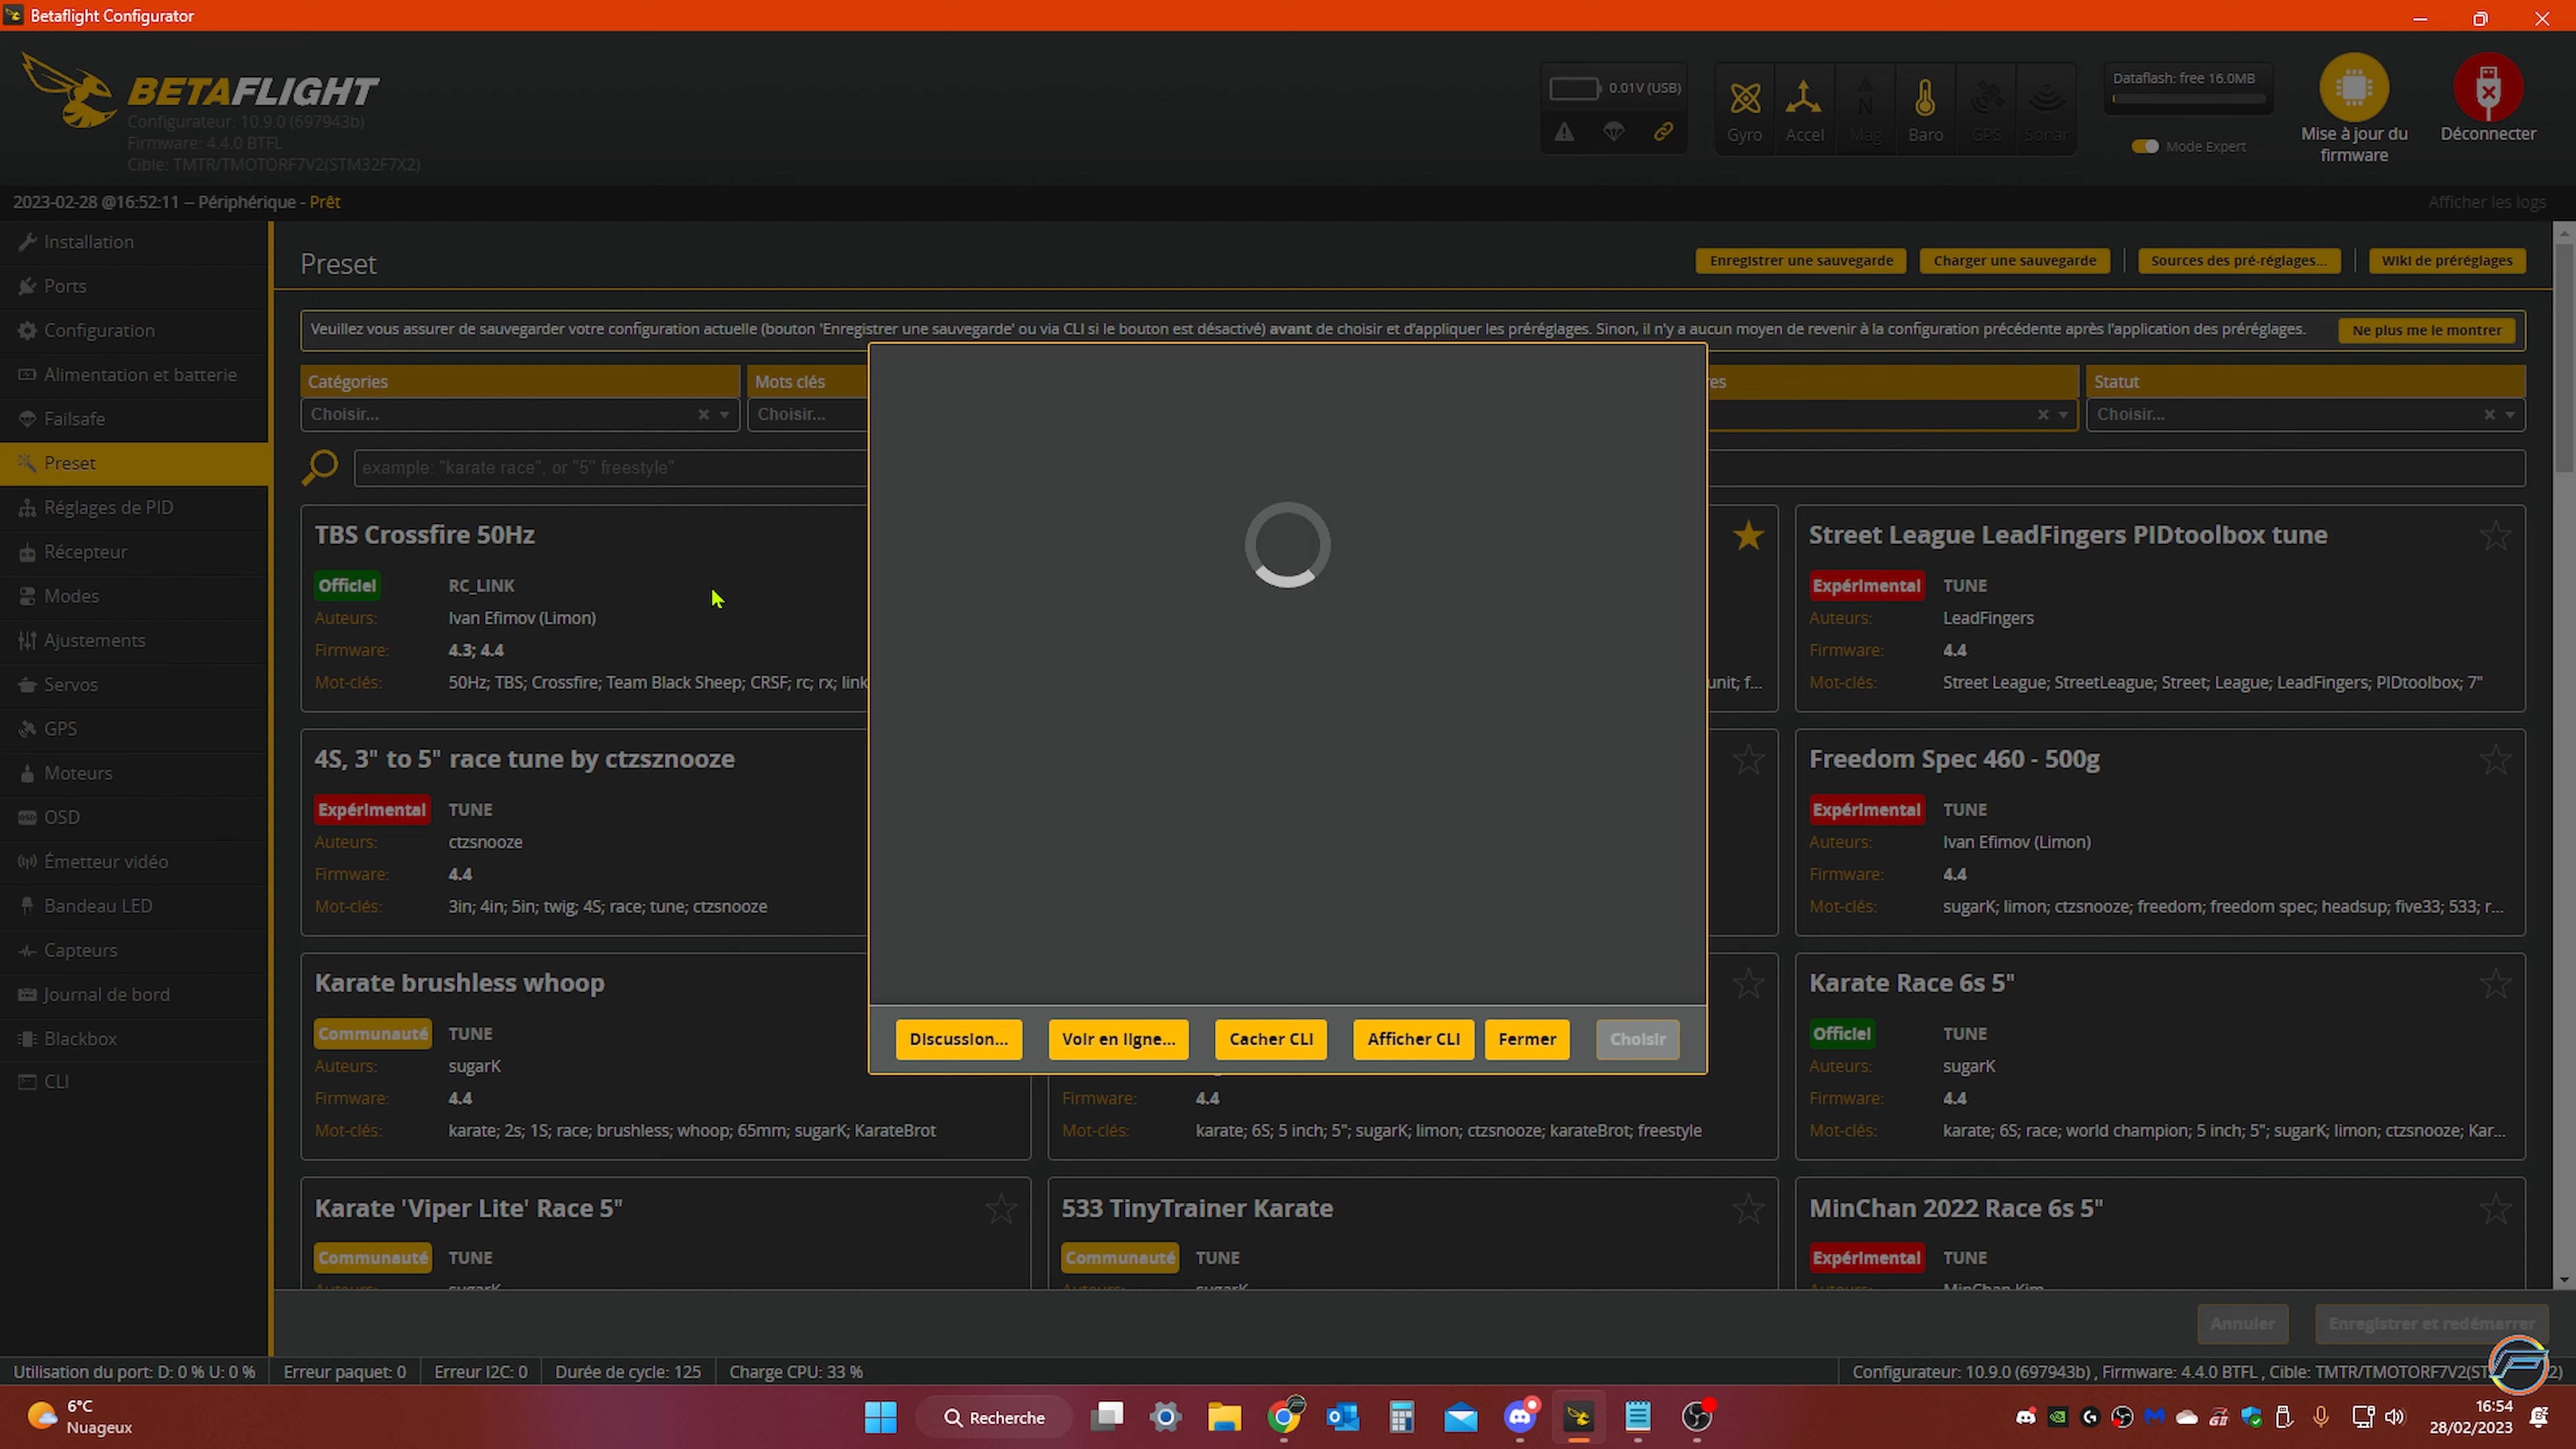 Betaflight Configurator
BETAFLIGHT
Configurateur: 10.9.0 (697943b)
Firmware: 4.4.0 BTFL
Cible: TMTR/TMOTORF7V2(STM32F7X2)
0.01V (USB)
Gyro
Accel
N
Mag
Baro
GPS
Sonar
Dataflash: free 16.0MB
Mode Expert
Mise à jour du
firmware
Déconnecter
2023-02-28 @16:52:11 -- Périphérique - Prêt
Afficher les logs
Installation
Ports
Configuration
Alimentation et batterie
Failsafe
Preset
Réglages de PID
Récepteur
Modes
Ajustements
Servos
GPS
Moteurs
OSD
Émetteur vidéo
Bandeau LED
Capteurs
Journal de bord
Blackbox
CLI
Preset
Enregistrer une sauvegarde
Charger une sauvegarde
Sources des pré-réglages...
Wiki de préréglages
Veuillez vous assurer de sauvegarder votre configuration actuelle (bouton 'Enregistrer une sauvegarde' ou via CLI si le bouton est désactivé) avant de choisir et d'appliquer les préréglages. Sinon, il n'y a aucun moyen de revenir à la configuration précédente après l'application des préréglages.
Ne plus me le montrer
Catégories
Mots clés
res
Statut
Choisir...
Choisir...
Choisir...
example: "karate race", or "5'' freestyle"
TBS Crossfire 50Hz
Officiel RC_LINK
Auteurs: Ivan Efimov (Limon)
Firmware: 4.3; 4.4
Mot-clés: 50Hz; TBS; Crossfire; Team Black Sheep; CRSF; rc; rx; link
unit; f...
Street League LeadFingers PIDtoolbox tune
Expérimental TUNE
Auteurs: LeadFingers
Firmware: 4.4
Mot-clés: Street League; StreetLeague; Street; League; LeadFingers; PIDtoolbox; 7"
4S, 3" to 5" race tune by ctzsznooze
Expérimental TUNE
Auteurs: ctzsnooze
Firmware: 4.4
Mot-clés: 3in; 4in; 5in; twig; 4S; race; tune; ctzsnooze
Freedom Spec 460 - 500g
Expérimental TUNE
Auteurs: Ivan Efimov (Limon)
Firmware: 4.4
Mot-clés: sugarK; limon; ctzsnooze; freedom; freedom spec; headsup; five33; 533; r...
Karate brushless whoop
Communauté TUNE
Auteurs: sugarK
Firmware: 4.4
Mot-clés: karate; 2s; 1S; race; brushless; whoop; 65mm; sugarK; KarateBrot
Firmware: 4.4
Mot-clés: karate; 6S; 5 inch; 5"; sugarK; limon; ctzsnooze; karateBrot; freestyle
Karate Race 6s 5"
Officiel TUNE
Auteurs: sugarK
Firmware: 4.4
Mot-clés: karate; 6S; race; world champion; 5 inch; 5"; sugarK; limon; ctzsnooze; Kar...
Discussion...
Voir en ligne...
Cacher CLI
Afficher CLI
Fermer
Choisir
Karate 'Viper Lite' Race 5"
Communauté TUNE
Auteurs: sugarK
533 TinyTrainer Karate
Communauté TUNE
Auteurs: sugarK
MinChan 2022 Race 6s 5"
Expérimental TUNE
Auteurs: MinChan Kim
Annuler
Enregistrer et redémarrer
Utilisation du port: D: 0 % U: 0 %
Erreur paquet: 0
Erreur I2C: 0
Durée de cycle: 125
Charge CPU: 33 %
Configurateur: 10.9.0 (697943b) , Firmware: 4.4.0 BTFL , Cible: TMTR/TMOTORF7V2(ST
6°C
Nuageux
Recherche
16:54
28/02/2023